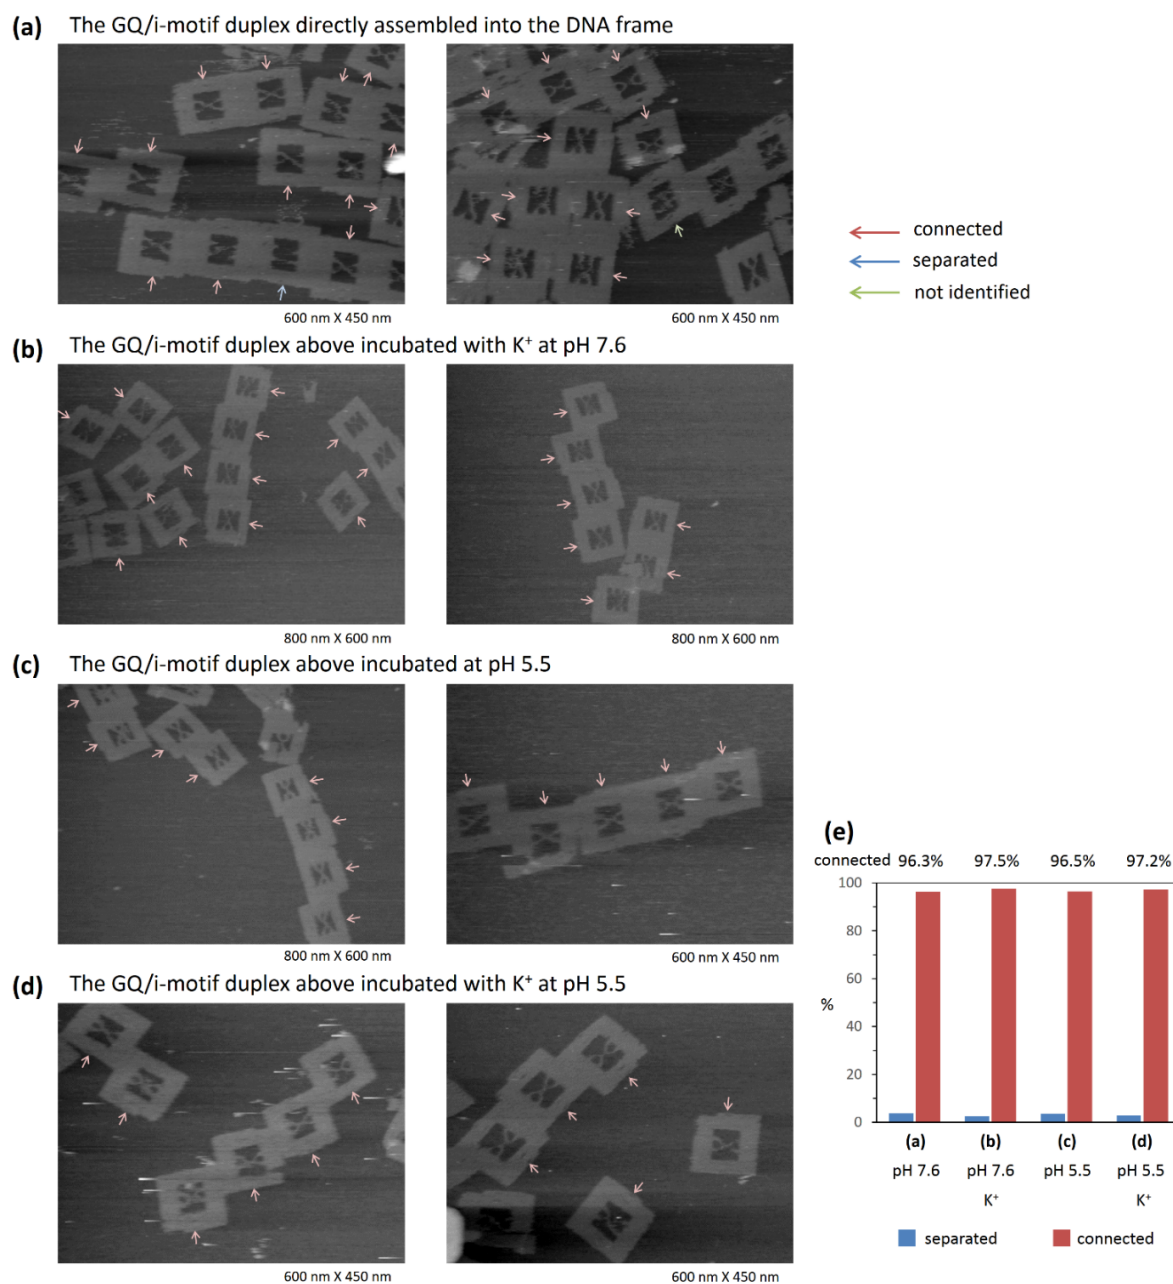 (a) The GQ/i-motif duplex directly assembled into the DNA frame
600 nm X 450 nm
600 nm X 450 nm
connected
separated
not identified
(b) The GQ/i-motif duplex above incubated with K⁺ at pH 7.6
800 nm X 600 nm
800 nm X 600 nm
(c) The GQ/i-motif duplex above incubated at pH 5.5
800 nm X 600 nm
600 nm X 450 nm
(d) The GQ/i-motif duplex above incubated with K⁺ at pH 5.5
600 nm X 450 nm
600 nm X 450 nm
(e)
connected 96.3% 97.5% 96.5% 97.2%
100
80
60
%
40
20
0
(a) (b) (c) (d)
pH 7.6 pH 7.6 pH 5.5 pH 5.5
K⁺ K⁺
separated connected